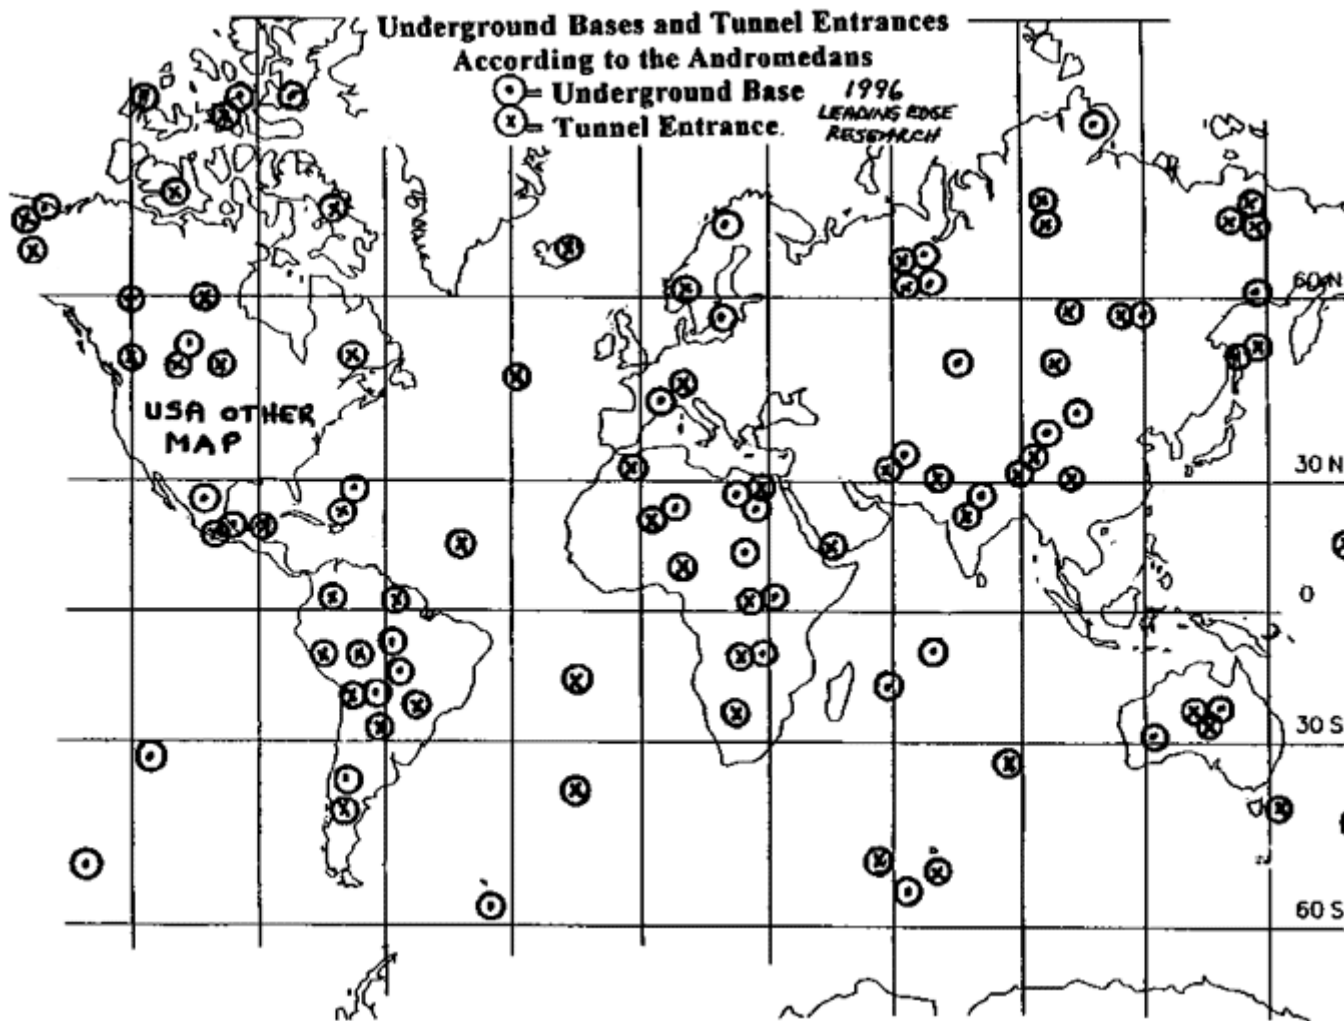 Underground Bases and Tunnel Entrances
According to the Andromedans
= Underground Base
= Tunnel Entrance.
1996
LEADING EDGE
RESEARCH
60 N
USA OTHER
MAP
30 N
0
30 S
60 S